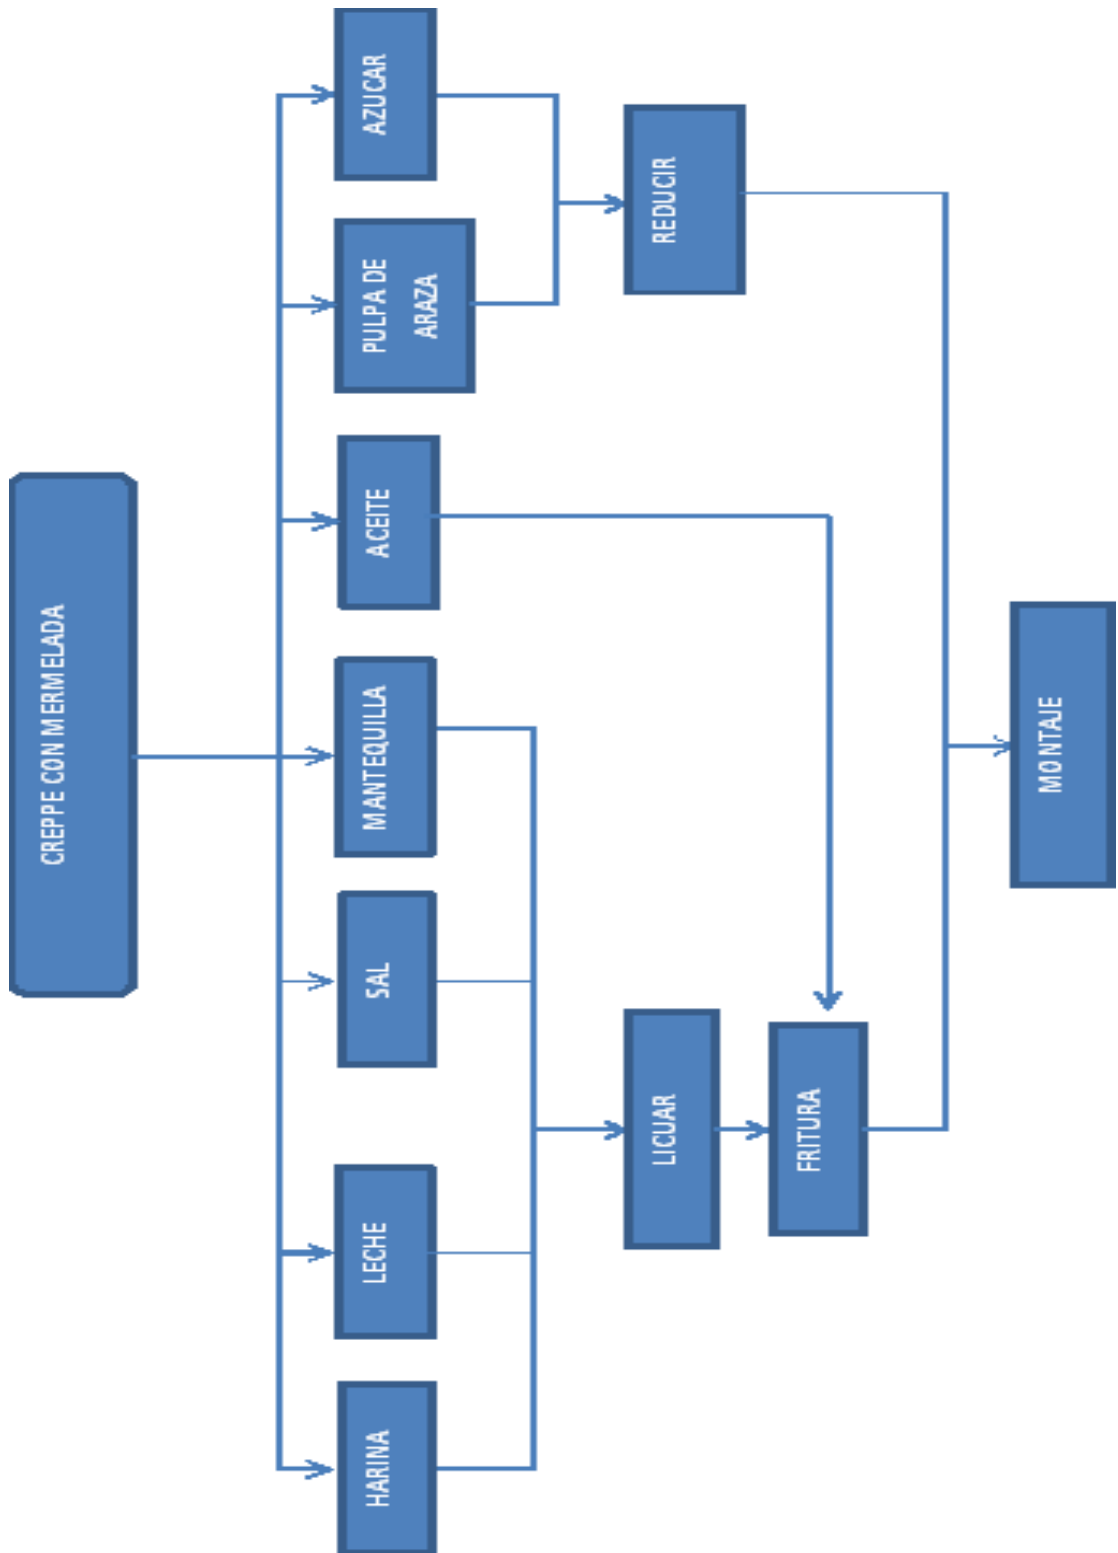 CREPPE CON MERMELADA
HARINA
LECHE
SAL
MANTEQUILLA
ACEITE
PULPA DE
ARAZA
AZUCAR
LICUAR
REDUCIR
FRITURA
MONTAJE